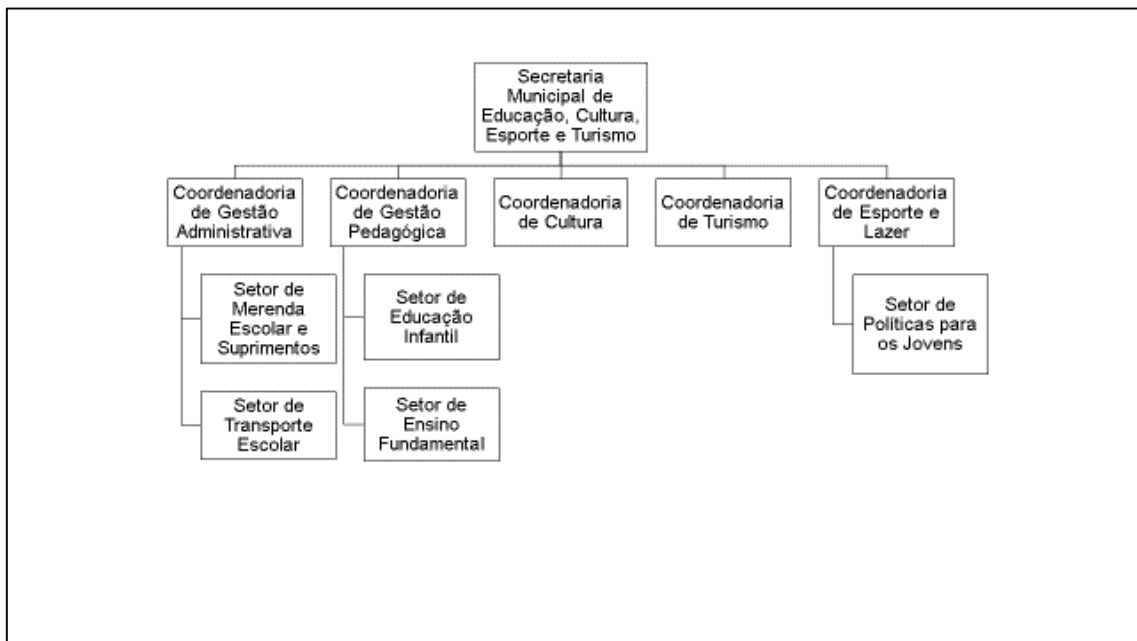 Secretaria
Municipal de
Educação, Cultura,
Esporte e Turismo
Coordenadoria
de Gestão
Administrativa
Coordenadoria
de Gestão
Pedagógica
Coordenadoria
de Cultura
Coordenadoria
de Turismo
Coordenadoria
de Esporte e
Lazer
Setor de
Merenda
Escolar e
Suprimentos
Setor de
Educação
Infantil
Setor de
Políticas para
os Jovens
Setor de
Transporte
Escolar
Setor de
Ensino
Fundamental